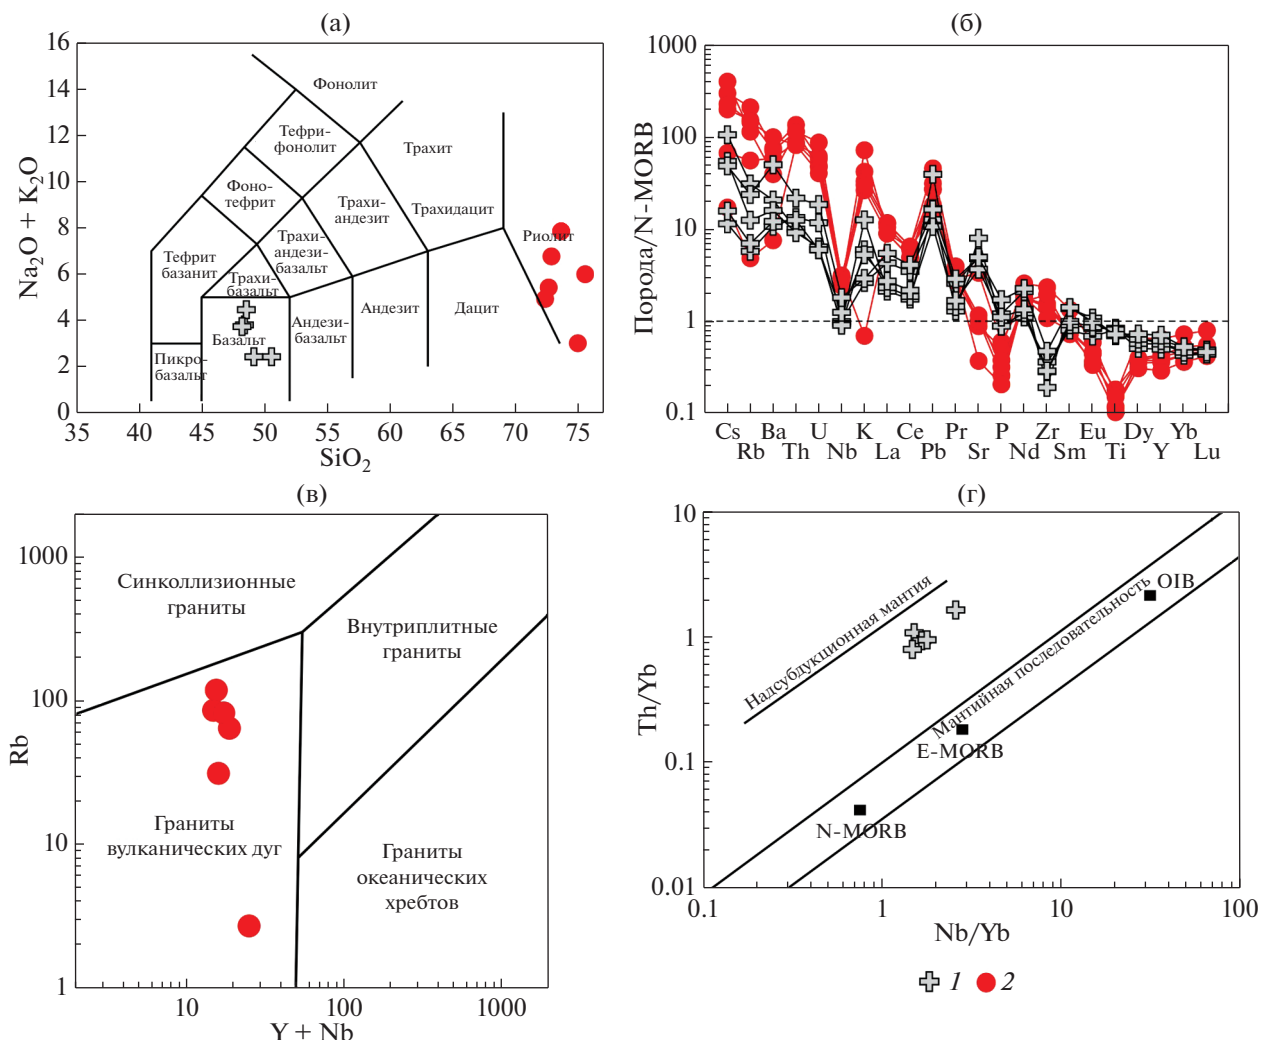 (а)
16
14
12
10
8
6
4
2
0
Na2O + K2O
Фонолит
Тефри-
фонолит
Трахит
Фоно-
тефрит
Трахи-
андезит
Трахидацит
Риолит
Тефрит
базанит
Трахи-
андези-
базальт
Трахи-
базальт
Андезит
Дацит
Андези-
базальт
Базальт
Пикро-
базальт
35
45
50
55
60
65
70
75
SiO2
(б)
1000
100
10
1
0.1
Порода/N-MORB
Cs
Ba
U
K
Ce
Pr
P
Zr
Eu
Dy
Yb
Rb
Th
Nb
La
Pb
Sr
Nd
Sm
Ti
Y
Lu
(в)
1000
100
10
1
Rb
Синколлизионные
граниты
Внутриплитные
граниты
Граниты
вулканических дуг
Граниты
океанических
хребтов
10
100
1000
Y + Nb
(г)
10
1
0.1
0.01
Th/Yb
Надсубдукционная мантия
Мантийная последовательность
OIB
E-MORB
N-MORB
0.1
1
10
100
Nb/Yb
1
2